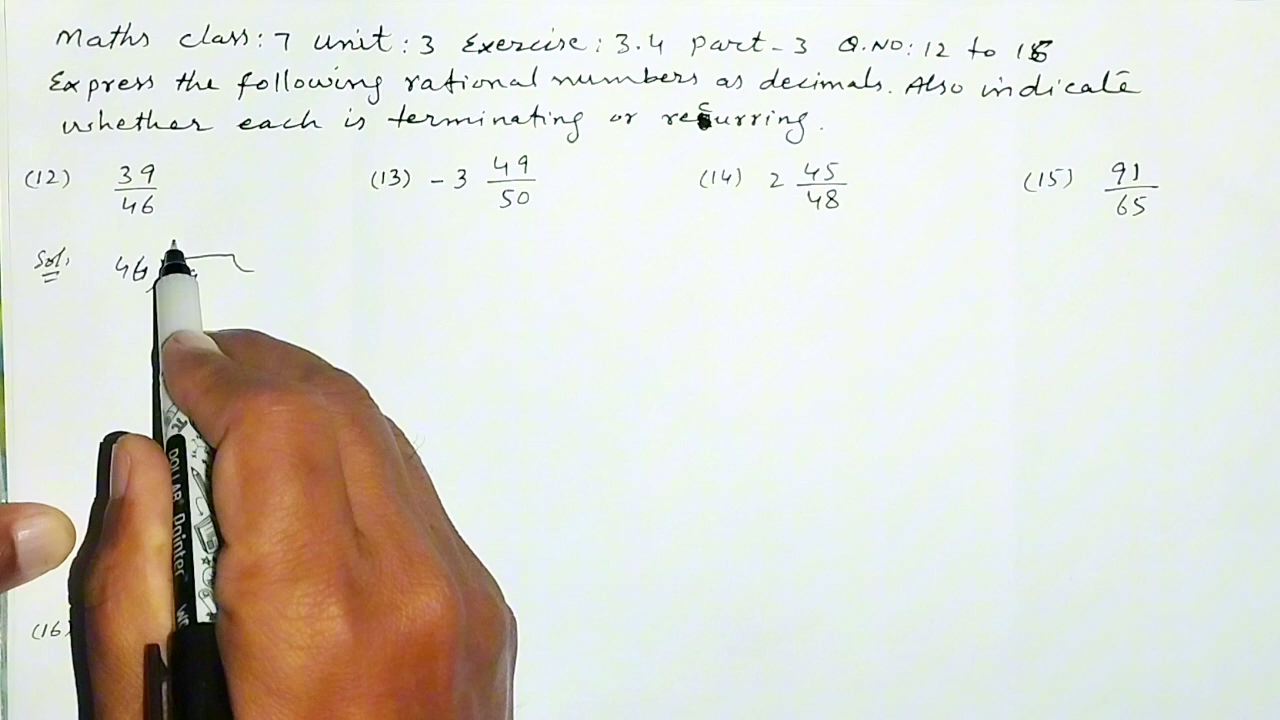 Maths class: 7 unit: 3 Exercise: 3.4 part-3 Q.NO: 12 to 16
Express the following rational numbers as decimals. Also indicate
whether each is terminating or recurring.
(12) 39/46 (13) -3 49/50 (14) 2 45/48 (15) 91/65
Sol. 46
DOLLAR Pointer
(16)